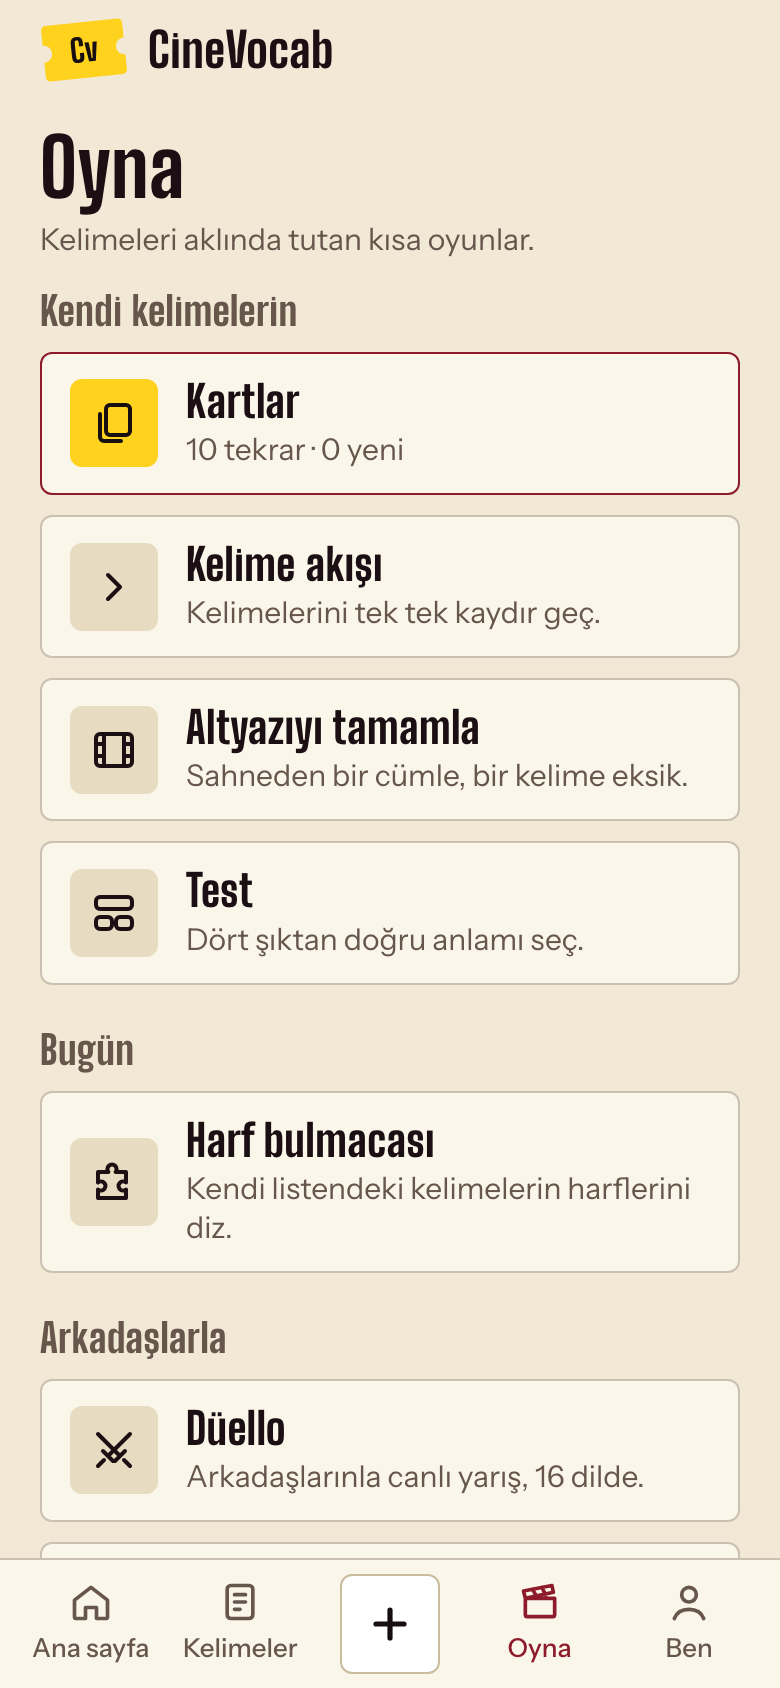 Cv
CineVocab
Oyna
Kelimeleri aklında tutan kısa oyunlar.
Kendi kelimelerin
Kartlar
10 tekrar · 0 yeni
Kelime akışı
Kelimelerini tek tek kaydır geç.
Altyazıyı tamamla
Sahneden bir cümle, bir kelime eksik.
Test
Dört şıktan doğru anlamı seç.
Bugün
Harf bulmacası
Kendi listendeki kelimelerin harflerini
diz.
Arkadaşlarla
Düello
Arkadaşlarınla canlı yarış, 16 dilde.
Ana sayfa
Kelimeler
Oyna
Ben